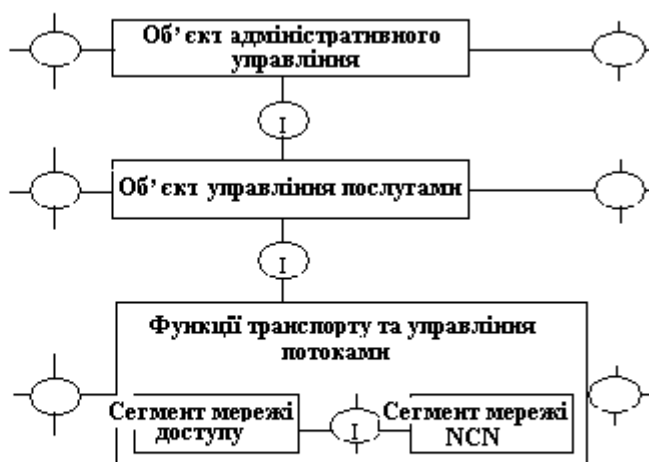 Об’єкт адміністративного
управління
I
Об’єкт управління послугами
I
Функції транспорту та управління
потоками
Сегмент мережі
доступу
I
Сегмент мережі
NCN